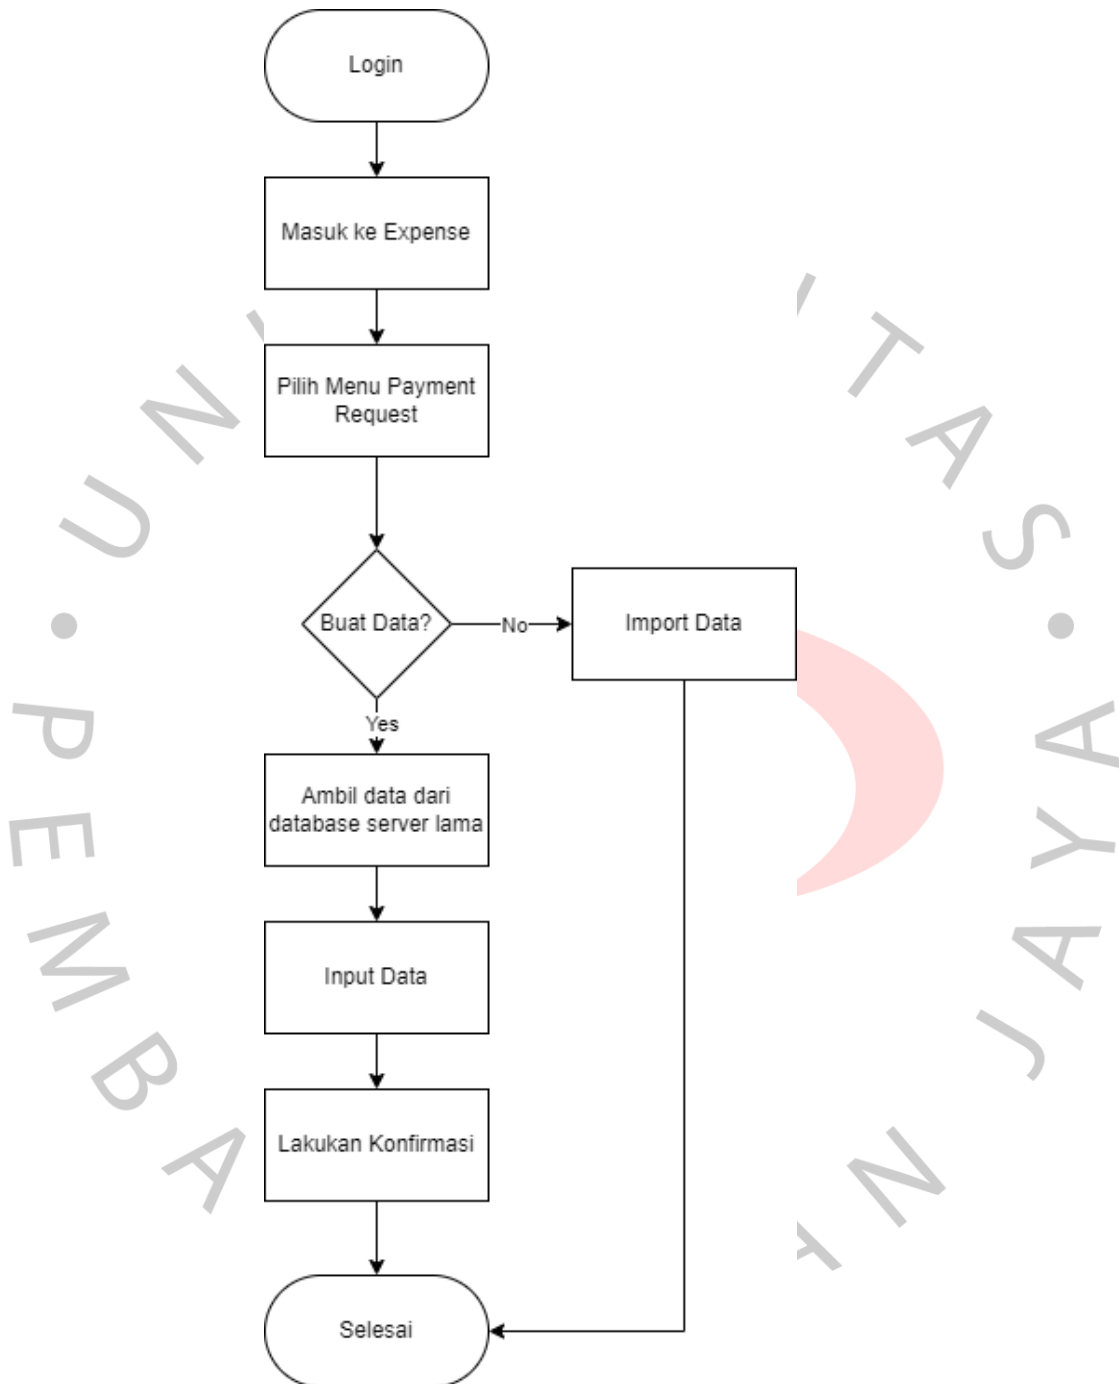 Login
Masuk ke Expense
Pilih Menu Payment
Request
Buat Data?
No
Import Data
Yes
Ambil data dari
database server lama
Input Data
Lakukan Konfirmasi
Selesai
U N
T A S
P E M B A
A N J A Y A